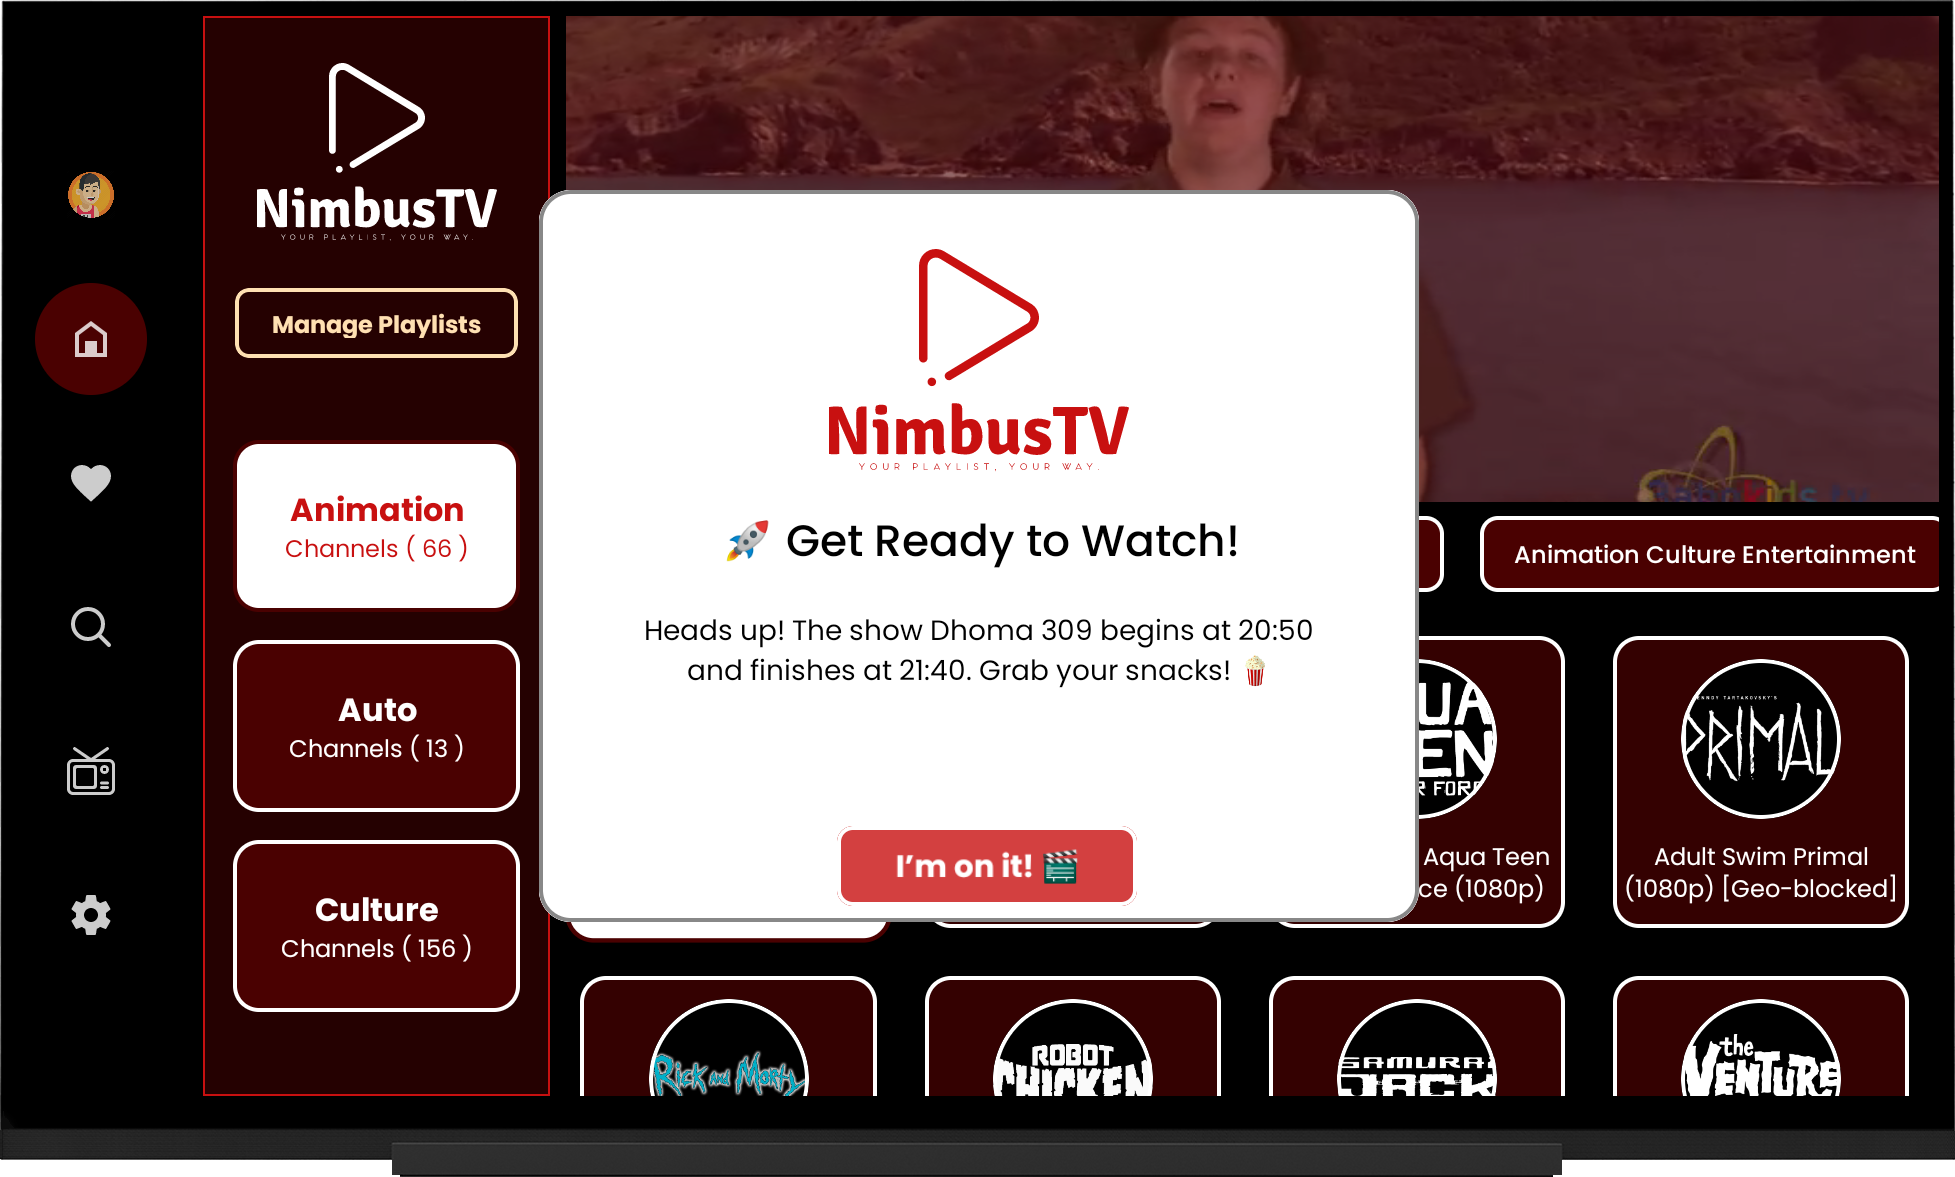 NimbusTV
YOUR PLAYLIST, YOUR WAY.
Manage Playlists
Animation
Channels ( 66 )
Auto
Channels ( 13 )
Culture
Channels ( 156 )
NimbusTV
YOUR PLAYLIST, YOUR WAY.
🚀 Get Ready to Watch!
Heads up! The show Dhoma 309 begins at 20:50
and finishes at 21:40. Grab your snacks! 🍿
I’m on it! 🎬
Animation Culture Entertainment
Aqua Teen
(1080p)
TARTAKOVSKY'S
PRIMAL
Adult Swim Primal
(1080p) [Geo-blocked]
Rick and Morty
ROBOT
CHICKEN
SAMURAI
JACK
the
VENTURE